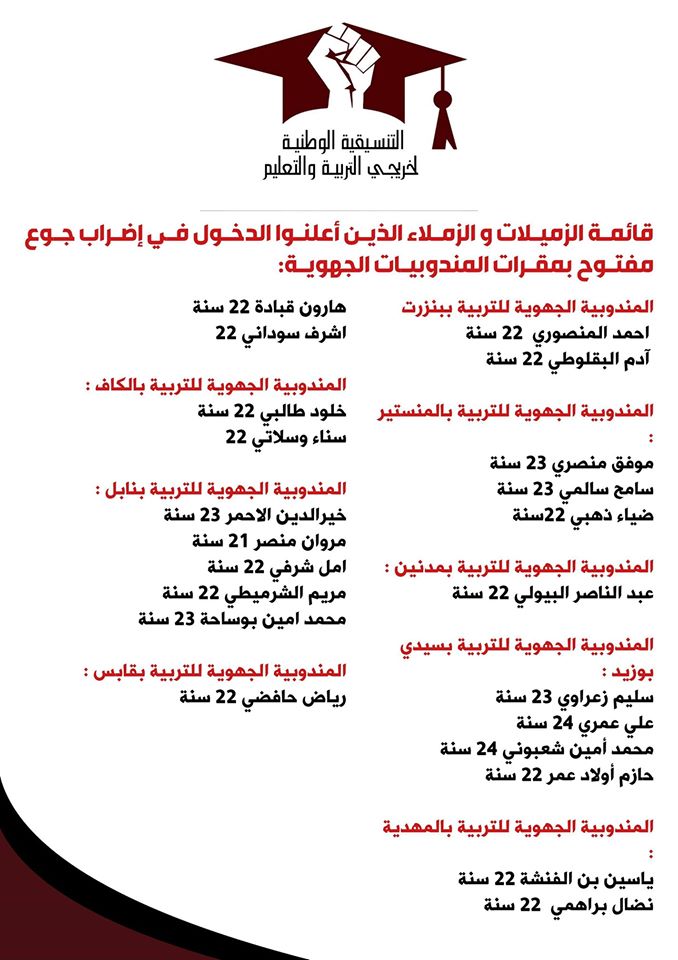 التنسيقية الوطنية
لخريجي التربية والتعليم
قائمة الزميلات و الزملاء الذين أعلنوا الدخول في إضراب جوع
مفتوح بمقرات المندوبيات الجهوية:
المندوبية الجهوية للتربية ببنزرت
احمد المنصوري 22 سنة
آدم البقلوطي 22 سنة
المندوبية الجهوية للتربية بالمنستير
:
موفق منصري 23 سنة
سامح سالمي 23 سنة
ضياء ذهبي 22سنة
المندوبية الجهوية للتربية بمدنين :
عبد الناصر البيولي 22 سنة
المندوبية الجهوية للتربية بسيدي
بوزيد :
سليم زعراوي 23 سنة
علي عمري 24 سنة
محمد أمين شعبوني 24 سنة
حازم أولاد عمر 22 سنة
المندوبية الجهوية للتربية بالمهدية
:
ياسين بن الفنشة 22 سنة
نضال براهمي 22 سنة
هارون قبادة 22 سنة
اشرف سوداني 22
المندوبية الجهوية للتربية بالكاف :
خلود طالبي 22 سنة
سناء وسلاتي 22
المندوبية الجهوية للتربية بنابل :
خيرالدين الاحمر 23 سنة
مروان منصر 21 سنة
امل شرفي 22 سنة
مريم الشرميطي 22 سنة
محمد امين بوساحة 23 سنة
المندوبية الجهوية للتربية بقابس :
رياض حافضي 22 سنة